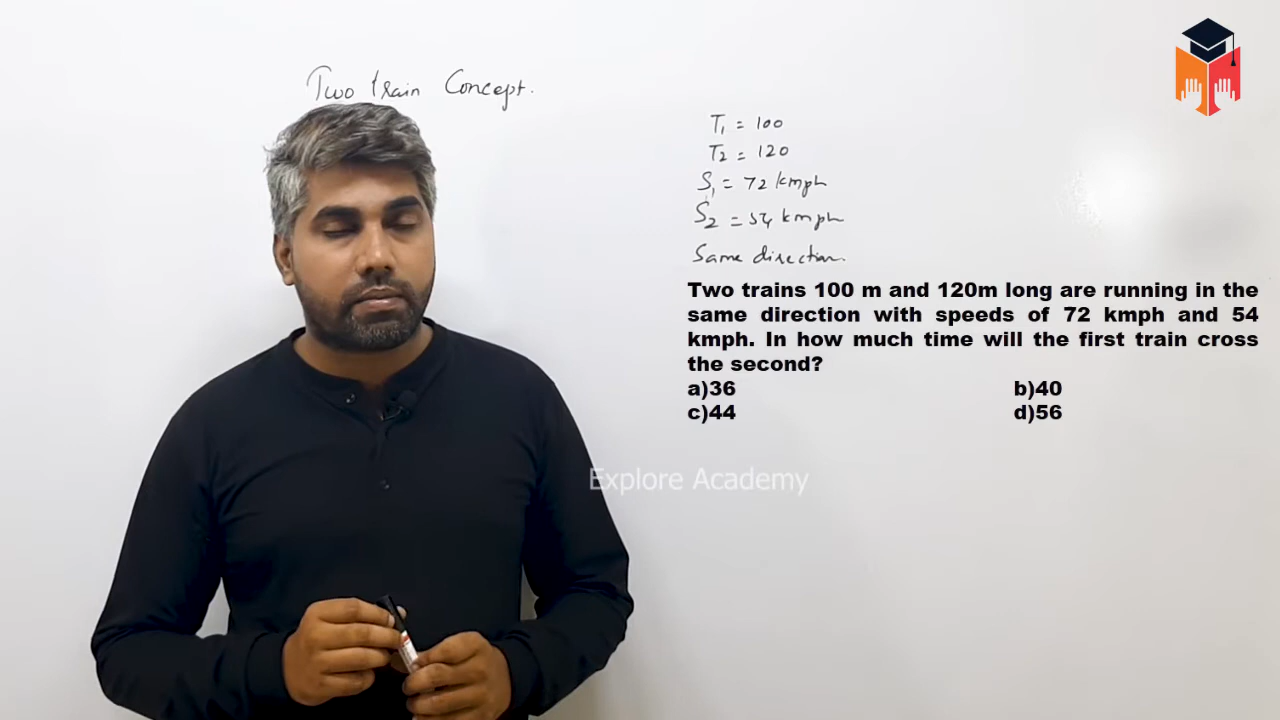 Two train Concept.
T₁ = 100
T₂ = 120
S₁ = 72 kmph
S₂ = 54 kmph
Same direction.
Two trains 100 m and 120m long are running in the
same direction with speeds of 72 kmph and 54
kmph. In how much time will the first train cross
the second?
a)36 b)40
c)44 d)56
Explore Academy